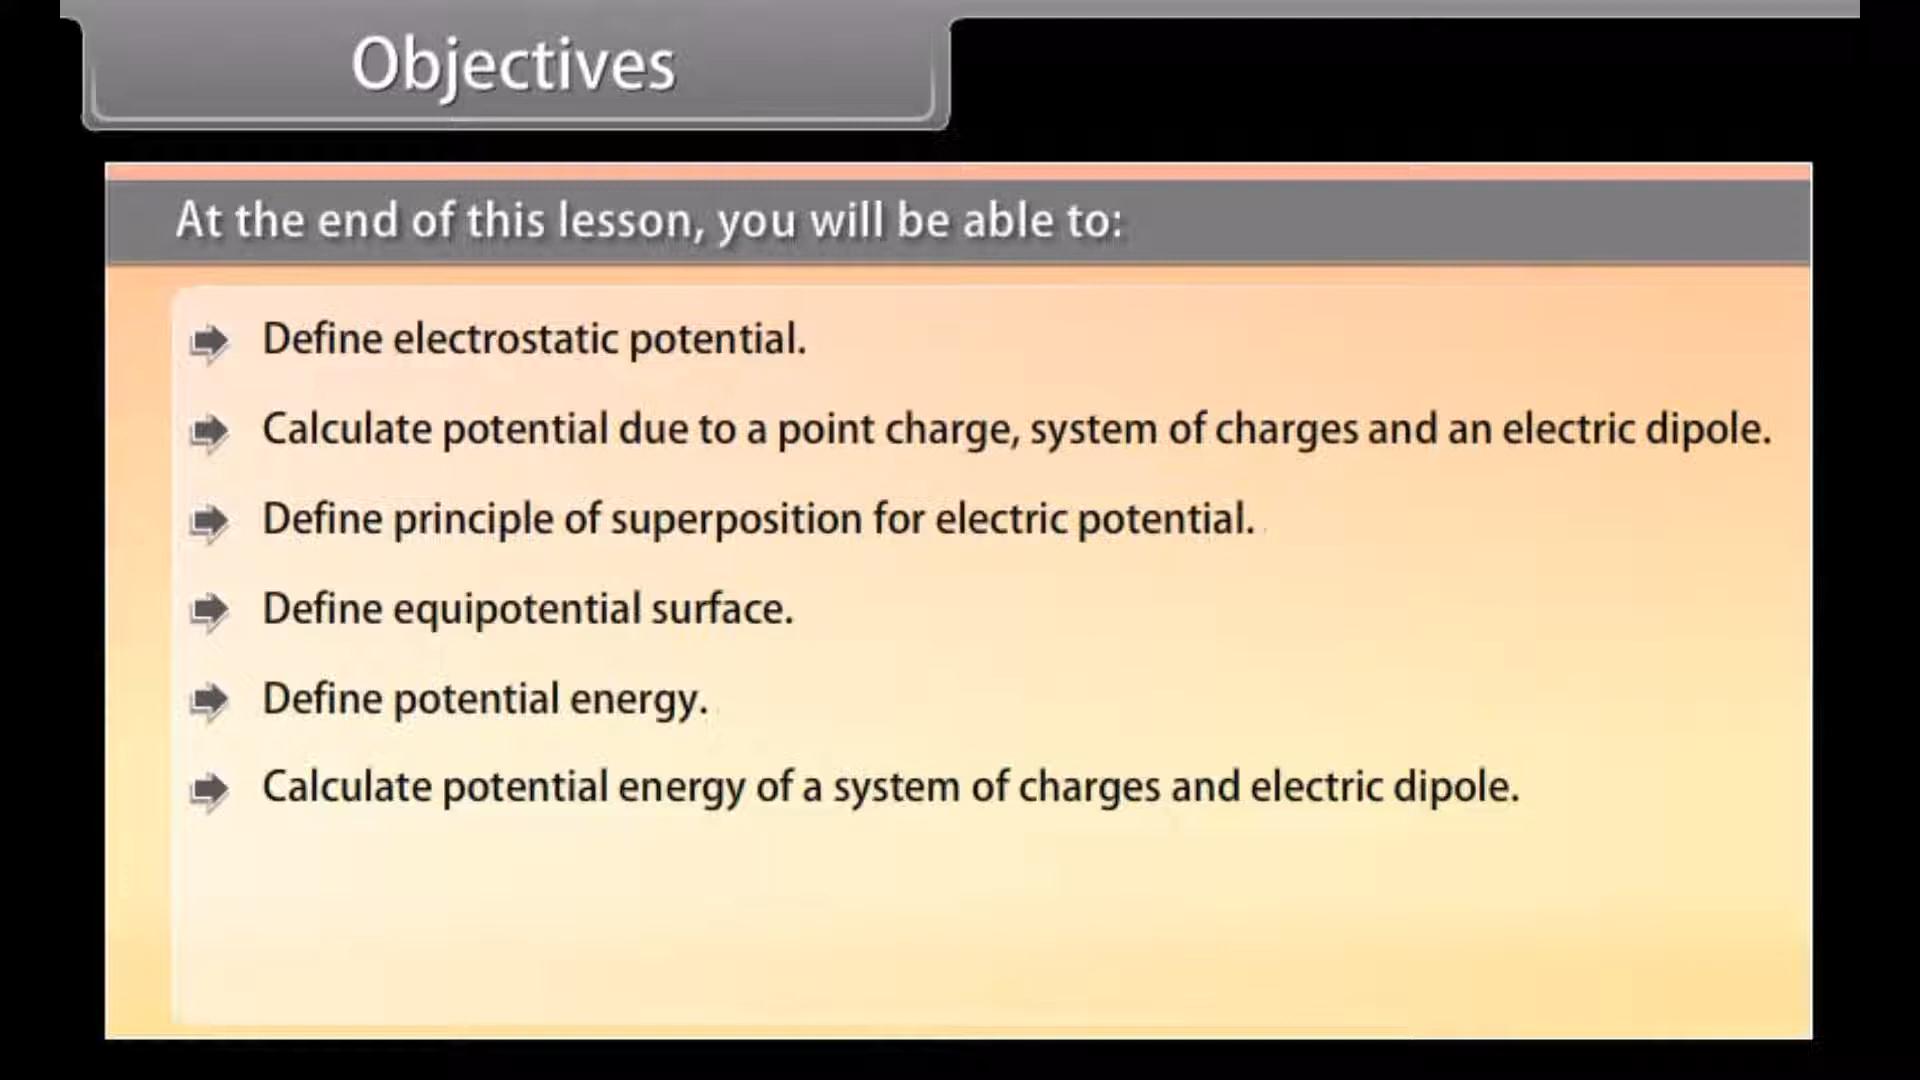 Objectives
At the end of this lesson, you will be able to:
Define electrostatic potential.
Calculate potential due to a point charge, system of charges and an electric dipole.
Define principle of superposition for electric potential.
Define equipotential surface.
Define potential energy.
Calculate potential energy of a system of charges and electric dipole.